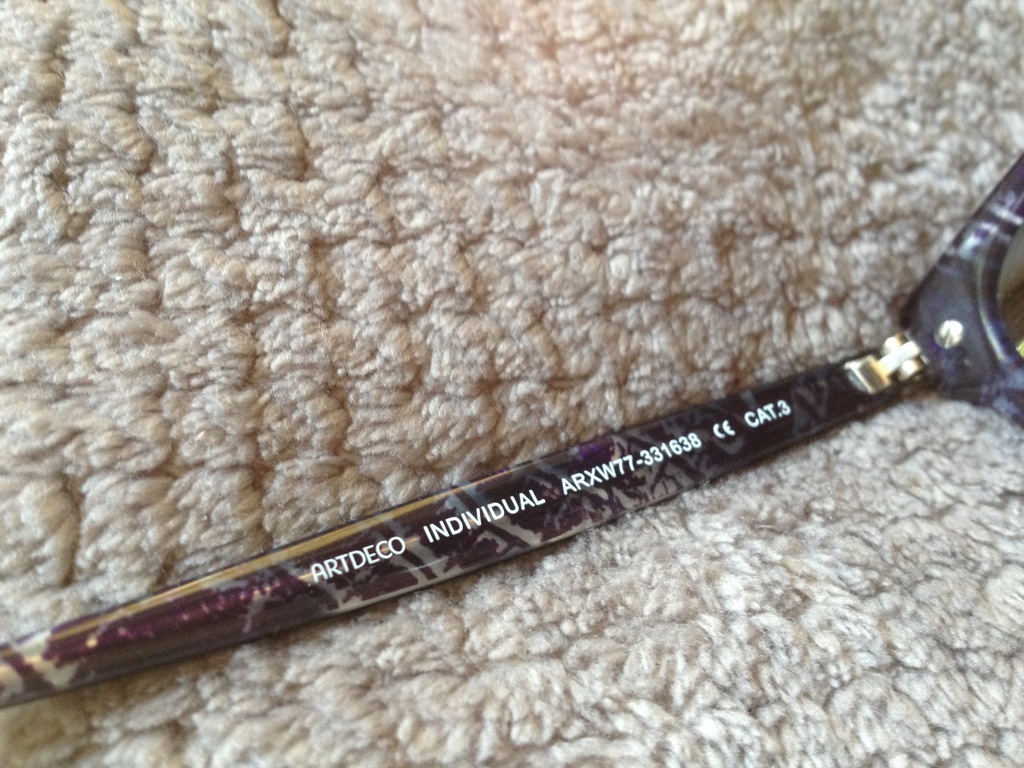 ARTDECO INDIVIDUAL ARXW77-331638 CE CAT.3